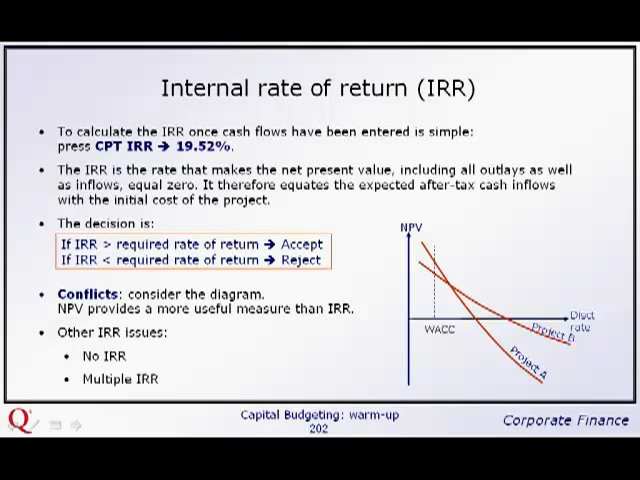 Internal rate of return (IRR)
• To calculate the IRR once cash flows have been entered is simple:
press CPT IRR ➔ 19.52%.
• The IRR is the rate that makes the net present value, including all outlays as well
as inflows, equal zero. It therefore equates the expected after-tax cash inflows
with the initial cost of the project.
• The decision is:
If IRR > required rate of return ➔ Accept
If IRR < required rate of return ➔ Reject
• Conflicts: consider the diagram.
NPV provides a more useful measure than IRR.
• Other IRR issues:
• No IRR
• Multiple IRR
NPV
WACC
Disct
rate
Project B
Project A
Q
Capital Budgeting: warm-up
202
Corporate Finance